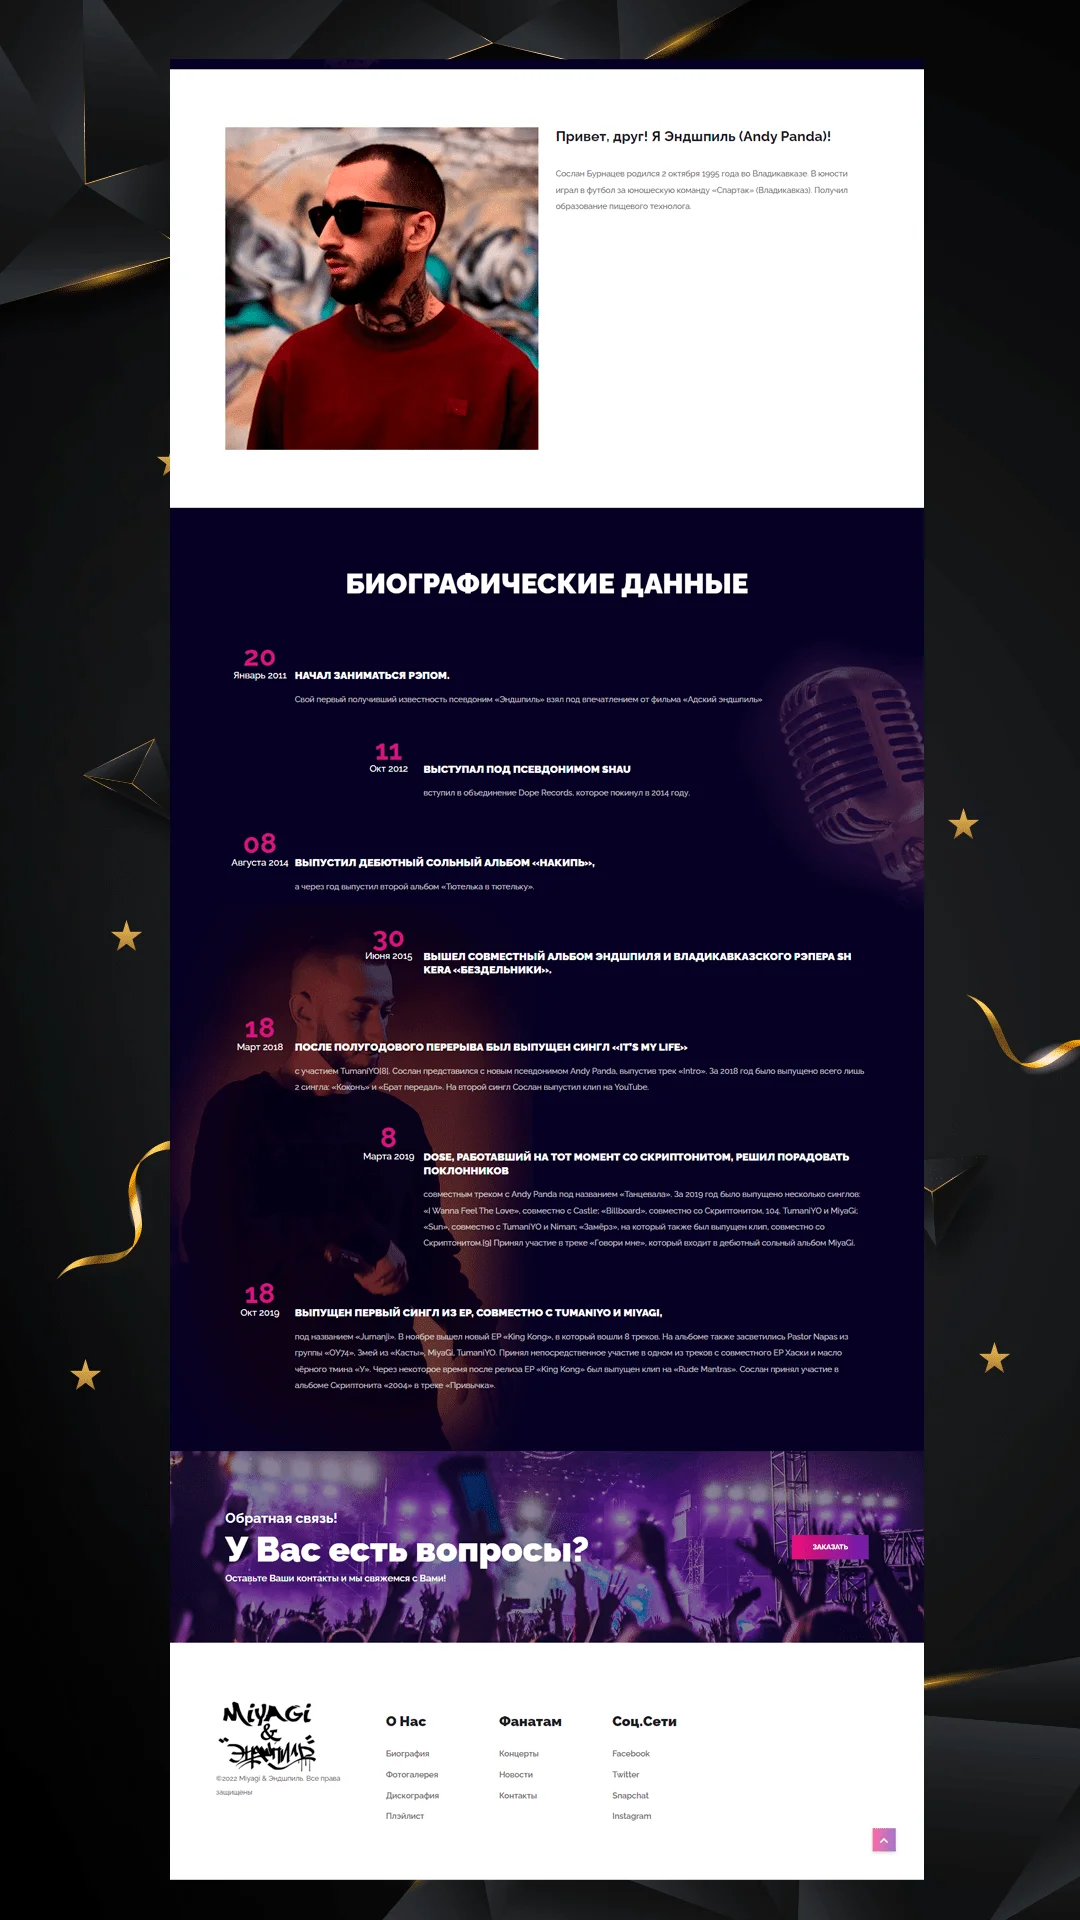 Привет, друг! Я Эндшпиль (Andy Panda)!
Сослан Бурнацев родился 2 октября 1995 года во Владикавказе. В юности
играл в футбол за юношескую команду «Спартак» (Владикавказ). Получил
образование пищевого технолога.
БИОГРАФИЧЕСКИЕ ДАННЫЕ
20
Январь 2011
НАЧАЛ ЗАНИМАТЬСЯ РЭПОМ.
Свой первый получивший известность псевдоним «Эндшпиль» взял под впечатлением от фильма «Адский эндшпиль»
11
Окт 2012
ВЫСТУПАЛ ПОД ПСЕВДОНИМОМ SHAU
вступил в объединение Dope Records, которое покинул в 2014 году.
08
Августа 2014
ВЫПУСТИЛ ДЕБЮТНЫЙ СОЛЬНЫЙ АЛЬБОМ «НАКИПЬ»,
а через год выпустил второй альбом «Тютелька в тютельку».
30
Июня 2015
ВЫШЕЛ СОВМЕСТНЫЙ АЛЬБОМ ЭНДШПИЛЯ И ВЛАДИКАВКАЗСКОГО РЭПЕРА SH
KERA «БЕЗДЕЛЬНИКИ».
18
Март 2018
ПОСЛЕ ПОЛУГОДОВОГО ПЕРЕРЫВА БЫЛ ВЫПУЩЕН СИНГЛ «IT'S MY LIFE»
с участием TumaniYO[8]. Сослан представился с новым псевдонимом Andy Panda, выпустив трек «Intro». За 2018 год было выпущено всего лишь
2 сингла: «Коконъ» и «Брат передал». На второй сингл Сослан выпустил клип на YouTube.
8
Марта 2019
DOSE, РАБОТАВШИЙ НА ТОТ МОМЕНТ СО СКРИПТОНИТОМ, РЕШИЛ ПОРАДОВАТЬ
ПОКЛОННИКОВ
совместным треком с Andy Panda под названием «Танцевала». За 2019 год было выпущено несколько синглов:
«I Wanna Feel The Love», совместно с Castle; «Billboard», совместно со Скриптонитом, 104, TumaniYO и MiyaGi;
«Sun», совместно с TumaniYO и Niman; «Замёрз», на который также был выпущен клип, совместно со
Скриптонитом.[9] Принял участие в треке «Говори мне», который входит в дебютный сольный альбом MiyaGi.
18
Окт 2019
ВЫПУЩЕН ПЕРВЫЙ СИНГЛ ИЗ EP, СОВМЕСТНО С TUMANIYO И MIYAGI,
под названием «Jumanji». В ноябре вышел новый EP «King Kong», в который вошли 8 треков. На альбоме также засветились Pastor Napas из
группы «ОУ74», Змей из «Касты», MiyaGi, TumaniYO. Принял непосредственное участие в одном из треков с совместного EP Хаски и масло
чёрного тмина «У». Через некоторое время после релиза EP «King Kong» был выпущен клип на «Rude Mantras». Сослан принял участие в
альбоме Скриптонита «2004» в треке «Привычка».
Обратная связь!
У Вас есть вопросы?
Оставьте Ваши контакты и мы свяжемся с Вами!
ЗАКАЗАТЬ
MiYAGi
&
"ЭНДШПИЛЬ"
©2022 Miyagi & Эндшпиль. Все права
защищены
О Нас
Биография
Фотогалерея
Дискография
Плэйлист
Фанатам
Концерты
Новости
Контакты
Соц.Сети
Facebook
Twitter
Snapchat
Instagram